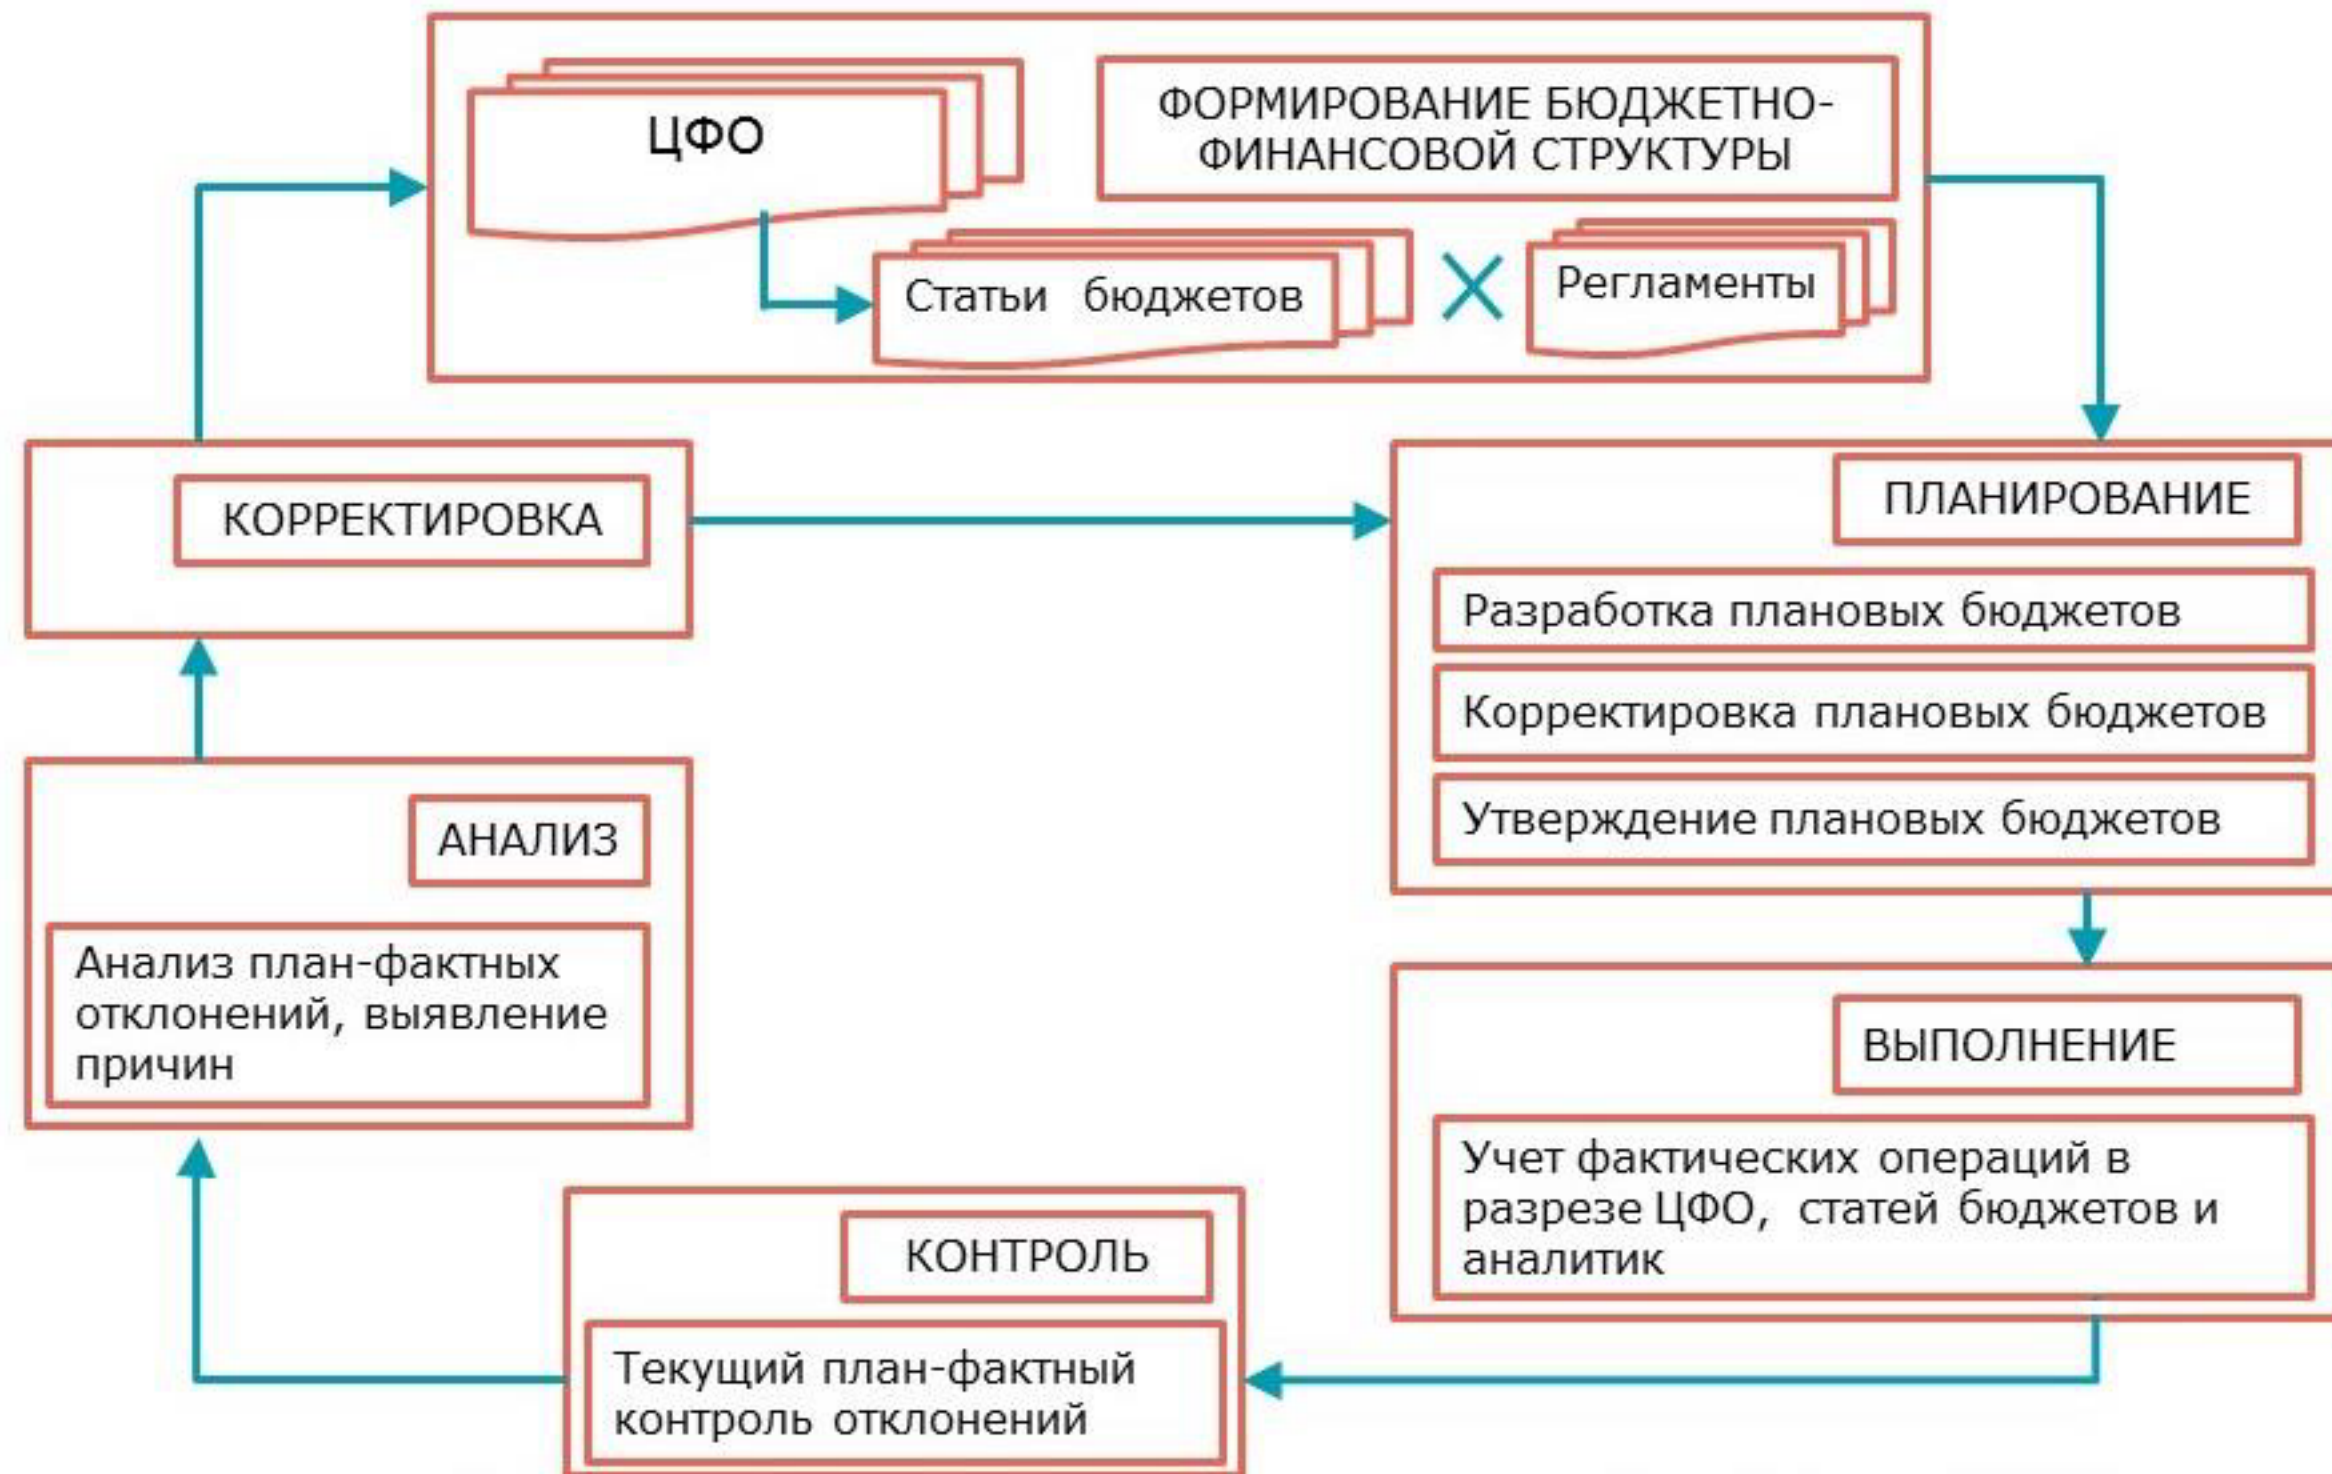 ЦФО
ФОРМИРОВАНИЕ БЮДЖЕТНО-
ФИНАНСОВОЙ СТРУКТУРЫ
Статьи бюджетов
Регламенты
КОРРЕКТИРОВКА
ПЛАНИРОВАНИЕ
Разработка плановых бюджетов
Корректировка плановых бюджетов
Утверждение плановых бюджетов
АНАЛИЗ
Анализ план-фактных
отклонений, выявление
причин
ВЫПОЛНЕНИЕ
Учет фактических операций в
разрезе ЦФО, статей бюджетов и
аналитик
КОНТРОЛЬ
Текущий план-фактный
контроль отклонений